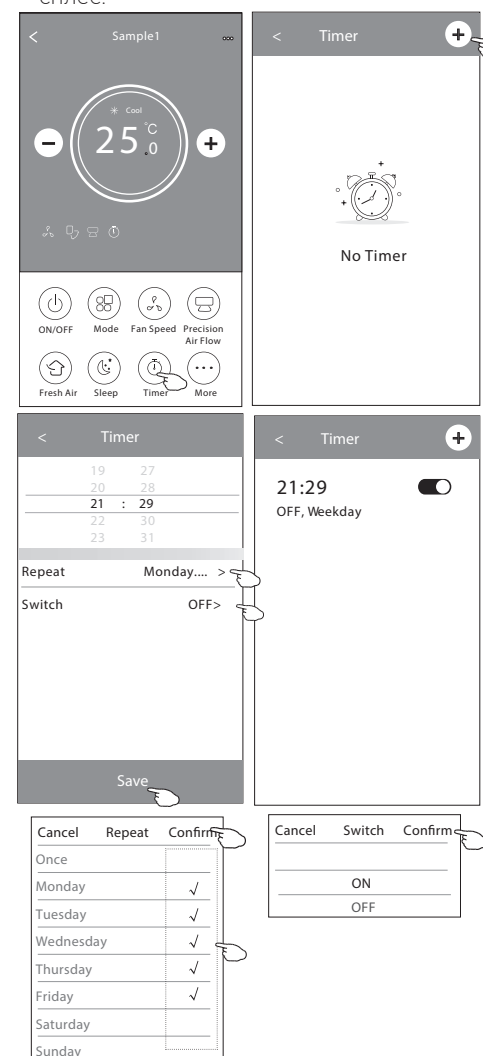 Sample1
Cool
25.0 °C
ON/OFF Mode Fan Speed Precision Air Flow
Fresh Air Sleep Timer More
< Timer +
No Timer
< Timer
19 27
20 28
21 : 29
22 30
23 31
Repeat Monday.... >
Switch OFF>
Save
< Timer +
21:29
OFF, Weekday
Cancel Repeat Confirm
Once
Monday √
Tuesday √
Wednesday √
Thursday √
Friday √
Saturday
Sunday
Cancel Switch Confirm
ON
OFF